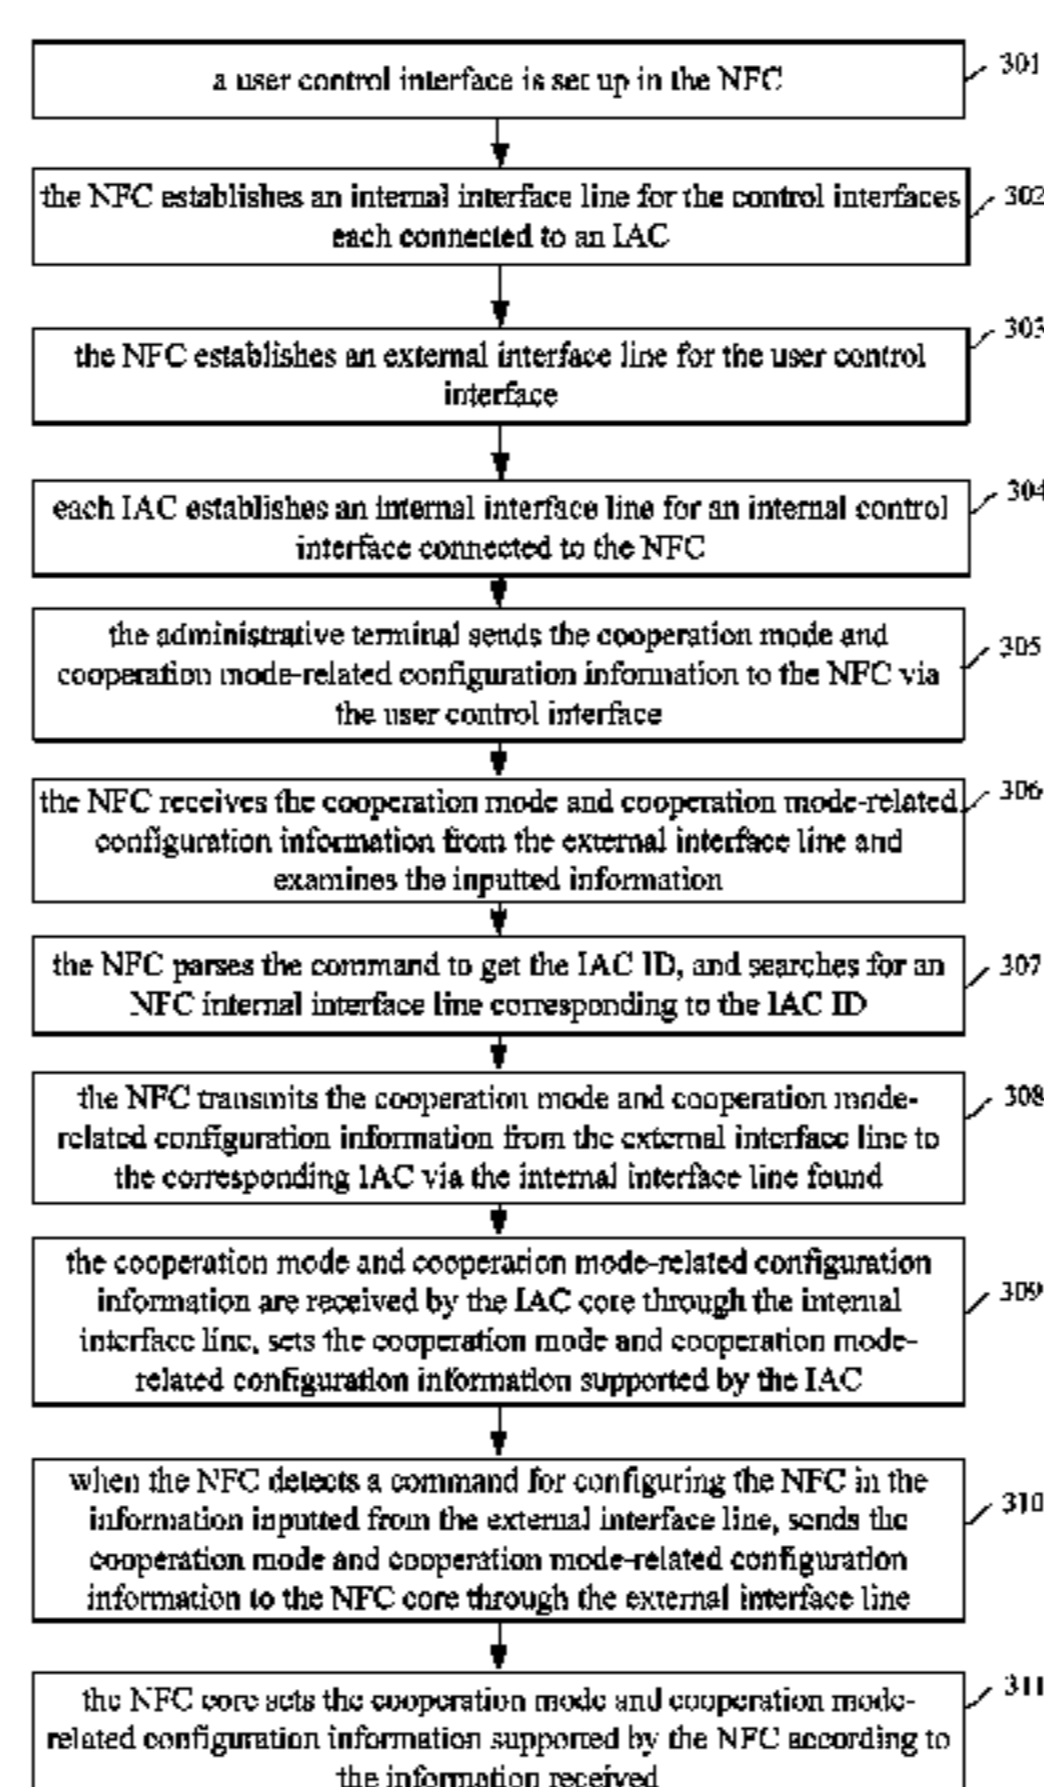 a user control interface is set up in the NFC
301
the NFC establishes an internal interface line for the control interfaces
each connected to an IAC
302
the NFC establishes an external interface line for the user control
interface
303
each IAC establishes an internal interface line for an internal control
interface connected to the NFC
304
the administrative terminal sends the cooperation mode and
cooperation mode-related configuration information to the NFC via
the user control interface
305
the NFC receives the cooperation mode and cooperation mode-related
configuration information from the external interface line and
examines the inputted information
306
the NFC parses the command to get the IAC ID, and searches for an
NFC internal interface line corresponding to the IAC ID
307
the NFC transmits the cooperation mode and cooperation mode-
related configuration information from the external interface line to
the corresponding IAC via the internal interface line found
308
the cooperation mode and cooperation mode-related configuration
information are received by the IAC core through the internal
interface line, sets the cooperation mode and cooperation mode-
related configuration information supported by the IAC
309
when the NFC detects a command for configuring the NFC in the
information inputted from the external interface line, sends the
cooperation mode and cooperation mode-related configuration
information to the NFC core through the external interface line
310
the NFC core sets the cooperation mode and cooperation mode-
related configuration information supported by the NFC according to
the information received
311